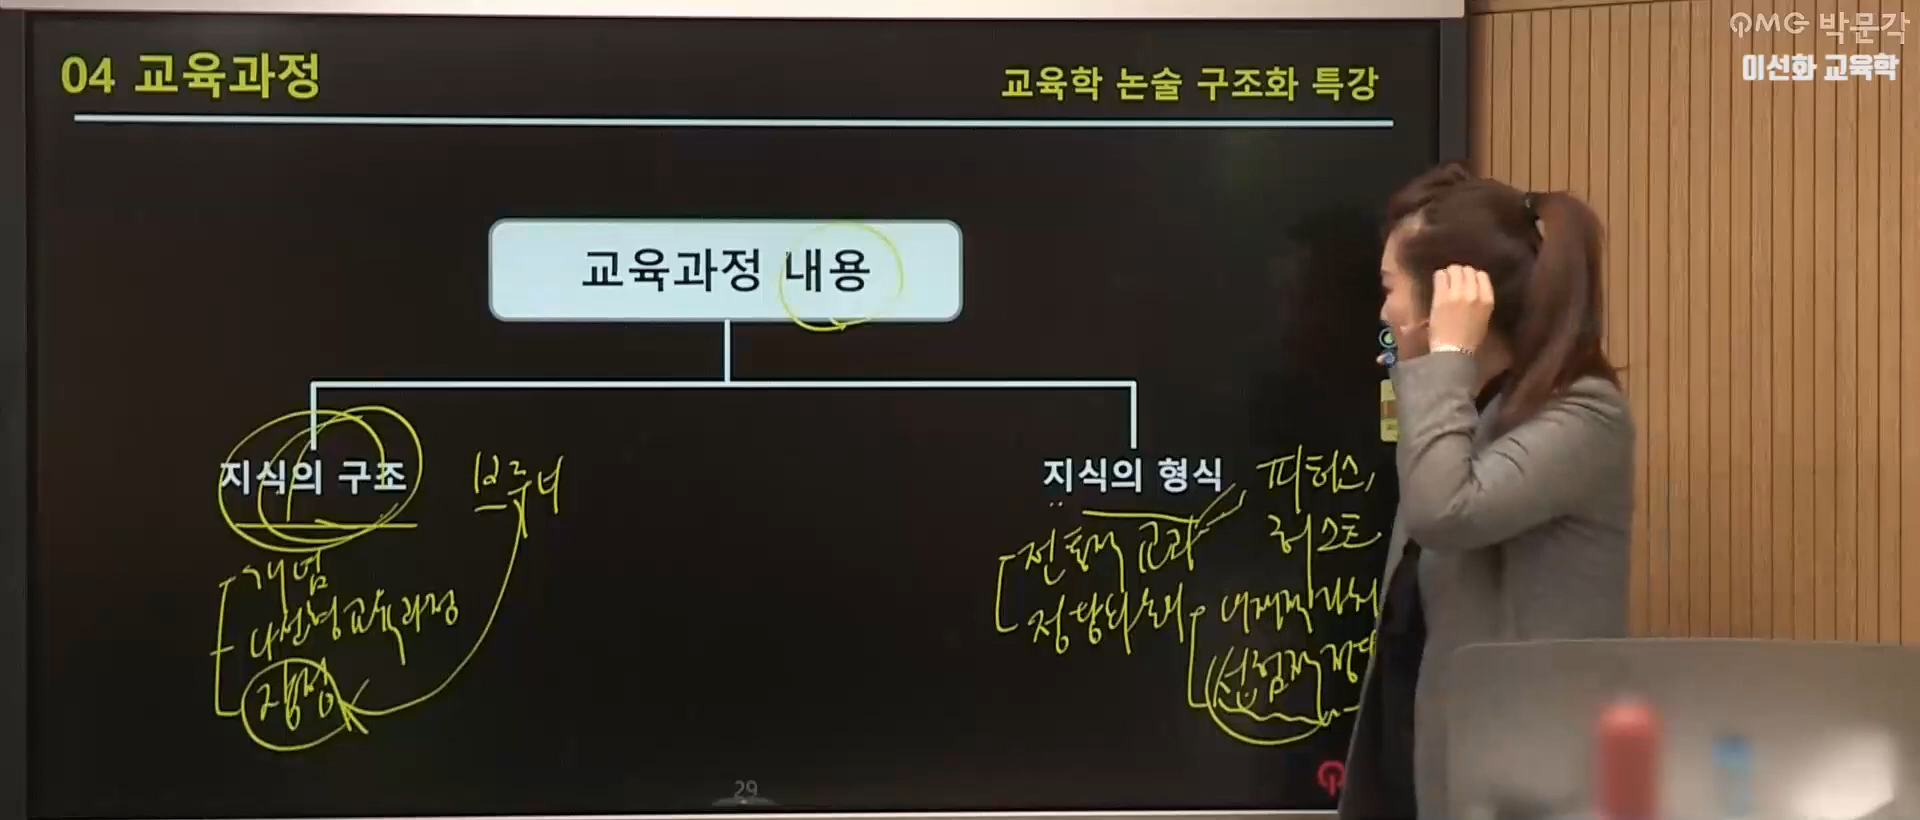 PMG 박문각
이선화 교육학
04 교육과정
교육학 논술 구조화 특강
교육과정 내용
지식의 구조
브루너
개념
나선형교육과정
지식의 형식
피터스,
허스트
전통적 교과
정당화 논의
내재적 가치
선험적 정당
29